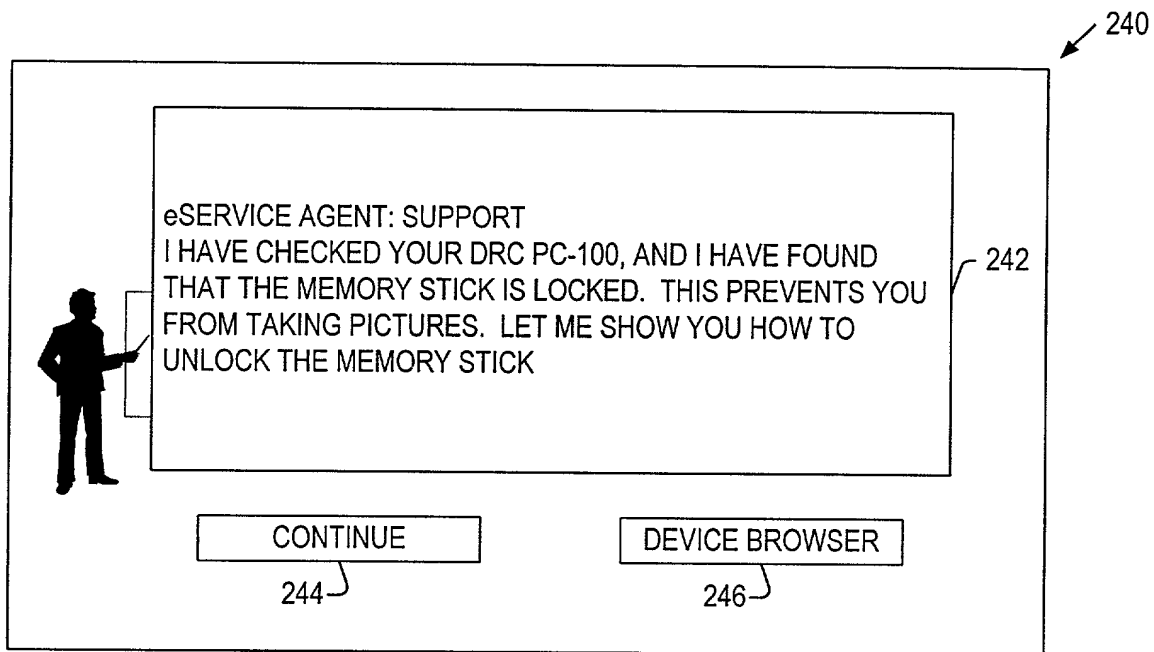 240
eSERVICE AGENT: SUPPORT
I HAVE CHECKED YOUR DRC PC-100, AND I HAVE FOUND
THAT THE MEMORY STICK IS LOCKED. THIS PREVENTS YOU
FROM TAKING PICTURES. LET ME SHOW YOU HOW TO
UNLOCK THE MEMORY STICK
242
CONTINUE
DEVICE BROWSER
244
246